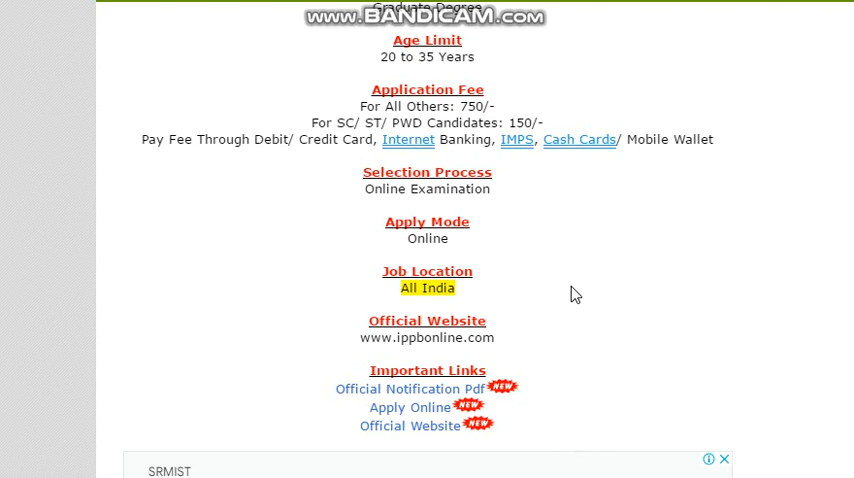 Graduate Degree
www.BANDICAM.com
Age Limit
20 to 35 Years
Application Fee
For All Others: 750/-
For SC/ ST/ PWD Candidates: 150/-
Pay Fee Through Debit/ Credit Card, Internet Banking, IMPS, Cash Cards/ Mobile Wallet
Selection Process
Online Examination
Apply Mode
Online
Job Location
All India
Official Website
www.ippbonline.com
Important Links
Official Notification Pdf NEW
Apply Online NEW
Official Website NEW
SRMIST